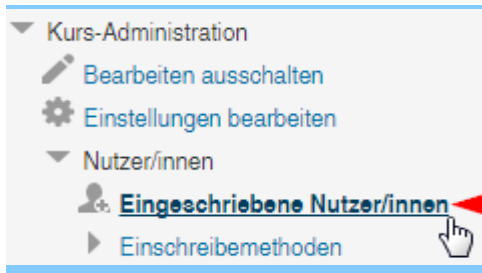 Kurs-Administration
Bearbeiten ausschalten
Einstellungen bearbeiten
Nutzer/innen
Eingeschriebene Nutzer/innen
Einschreibemethoden